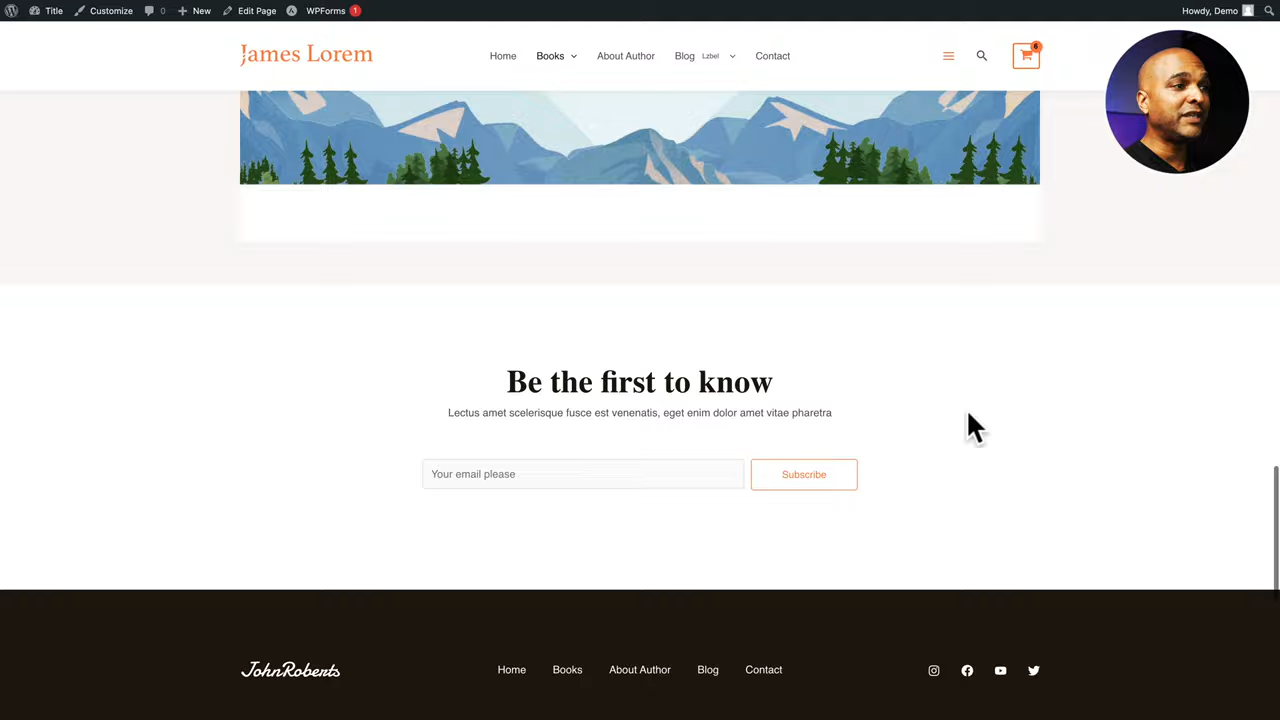 Title Customize 0 New Edit Page WPForms 1 Howdy, Demo
James Lorem Home Books About Author Blog Lzbel Contact 6
Be the first to know
Lectus amet scelerisque fusce est venenatis, eget enim dolor amet vitae pharetra
Your email please Subscribe
JohnRoberts Home Books About Author Blog Contact